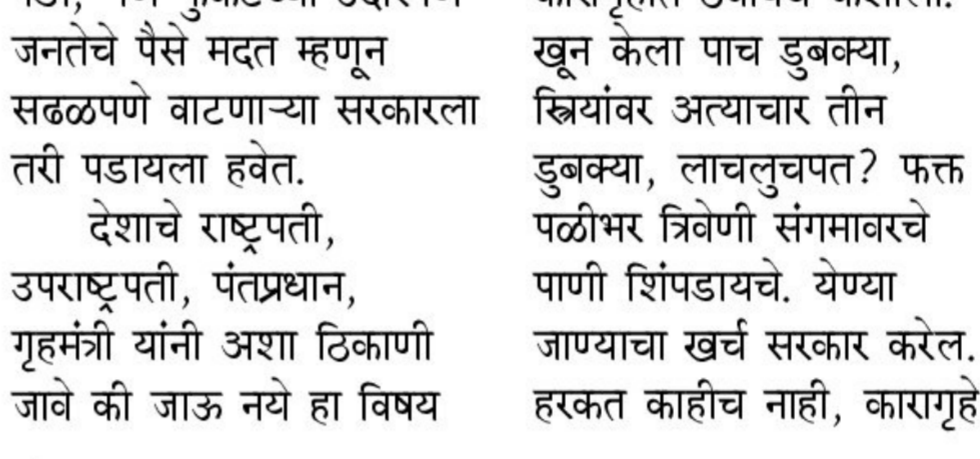 जनतेचे पैसे मदत म्हणून
सढळपणे वाटणाऱ्या सरकारला
तरी पडायला हवेत.
देशाचे राष्ट्रपती,
उपराष्ट्रपती, पंतप्रधान,
गृहमंत्री यांनी अशा ठिकाणी
जावे की जाऊ नये हा विषय
खून केला पाच डुबक्या,
स्त्रियांवर अत्याचार तीन
डुबक्या, लाचलुचपत? फक्त
पळीभर त्रिवेणी संगमावरचे
पाणी शिंपडायचे. येण्या
जाण्याचा खर्च सरकार करेल.
हरकत काहीच नाही, कारागृहे